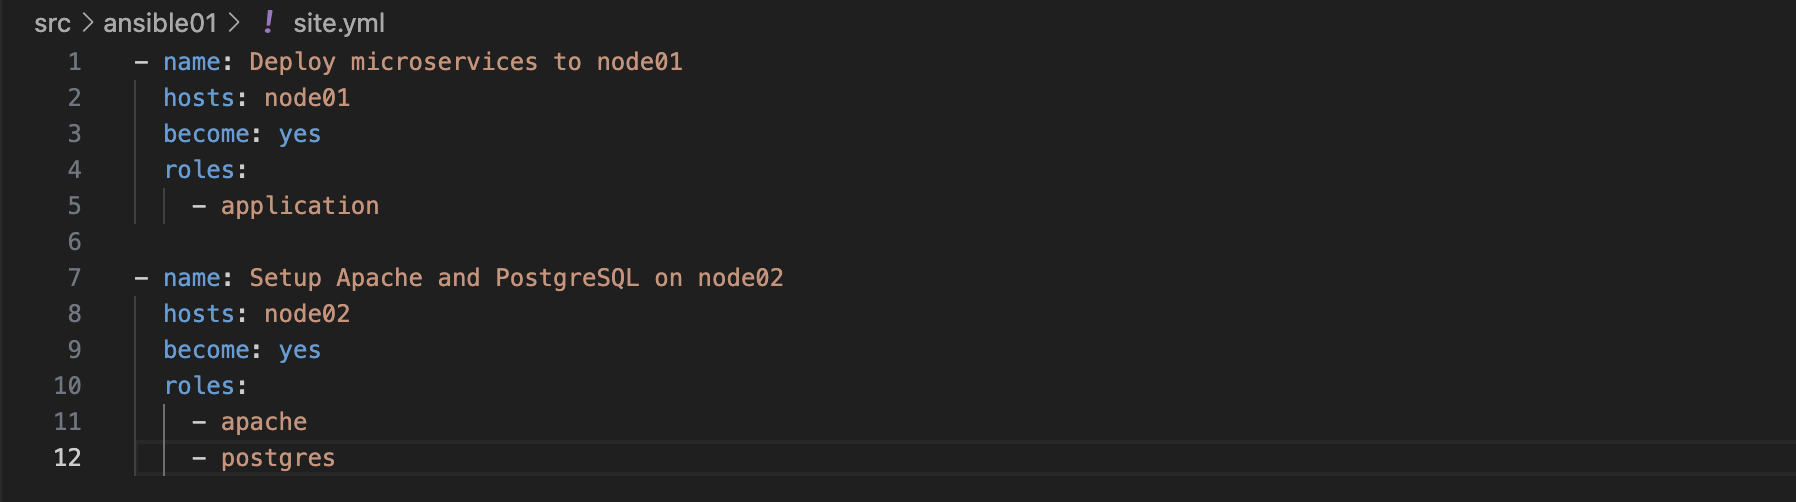 src > ansible01 > ! site.yml
1 - name: Deploy microservices to node01
2 hosts: node01
3 become: yes
4 roles:
5 - application
6
7 - name: Setup Apache and PostgreSQL on node02
8 hosts: node02
9 become: yes
10 roles:
11 - apache
12 - postgres